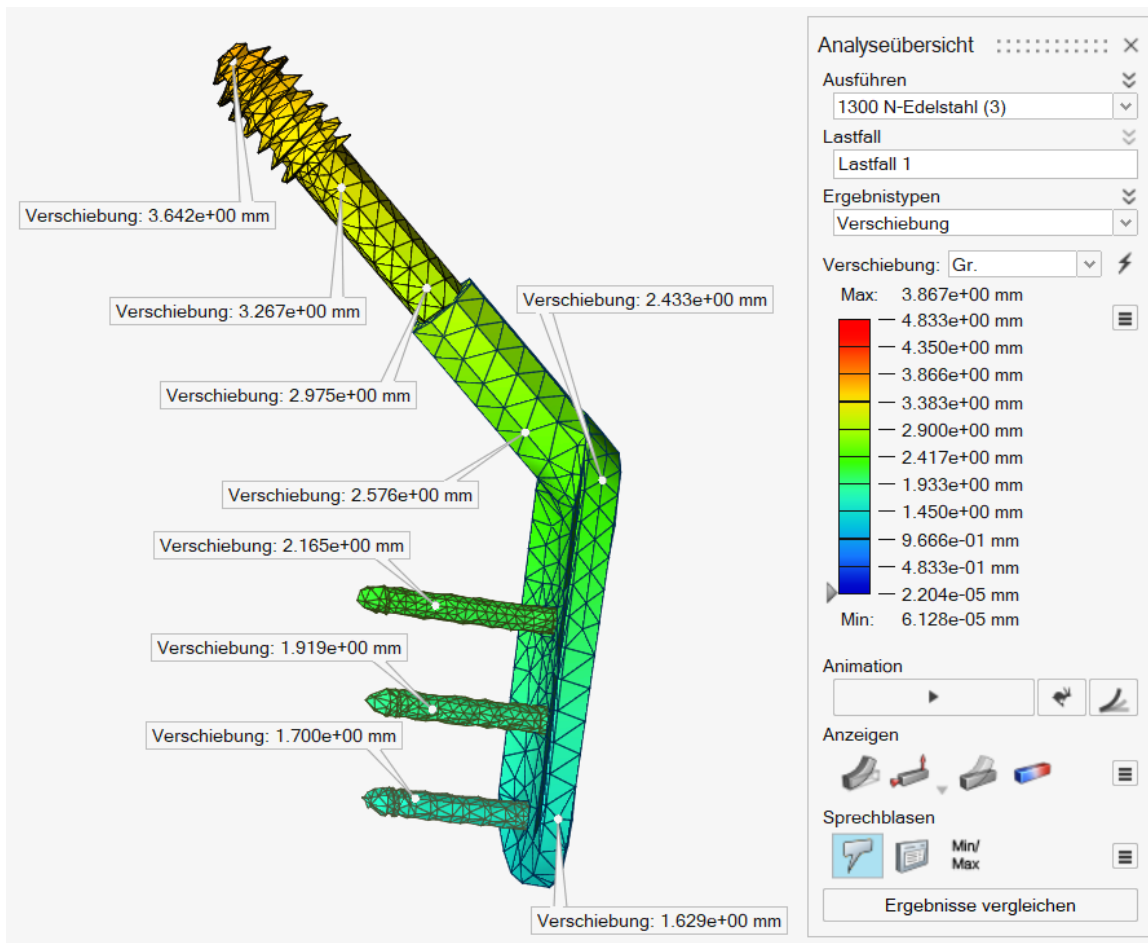 Verschiebung: 3.642e+00 mm
Verschiebung: 3.267e+00 mm
Verschiebung: 2.433e+00 mm
Verschiebung: 2.975e+00 mm
Verschiebung: 2.576e+00 mm
Verschiebung: 2.165e+00 mm
Verschiebung: 1.919e+00 mm
Verschiebung: 1.700e+00 mm
Verschiebung: 1.629e+00 mm
Analyseübersicht
Ausführen
1300 N-Edelstahl (3)
Lastfall
Lastfall 1
Ergebnistypen
Verschiebung
Verschiebung: Gr.
Max: 3.867e+00 mm
4.833e+00 mm
4.350e+00 mm
3.866e+00 mm
3.383e+00 mm
2.900e+00 mm
2.417e+00 mm
1.933e+00 mm
1.450e+00 mm
9.666e-01 mm
4.833e-01 mm
2.204e-05 mm
Min: 6.128e-05 mm
Animation
Anzeigen
Sprechblasen
Min/
Max
Ergebnisse vergleichen